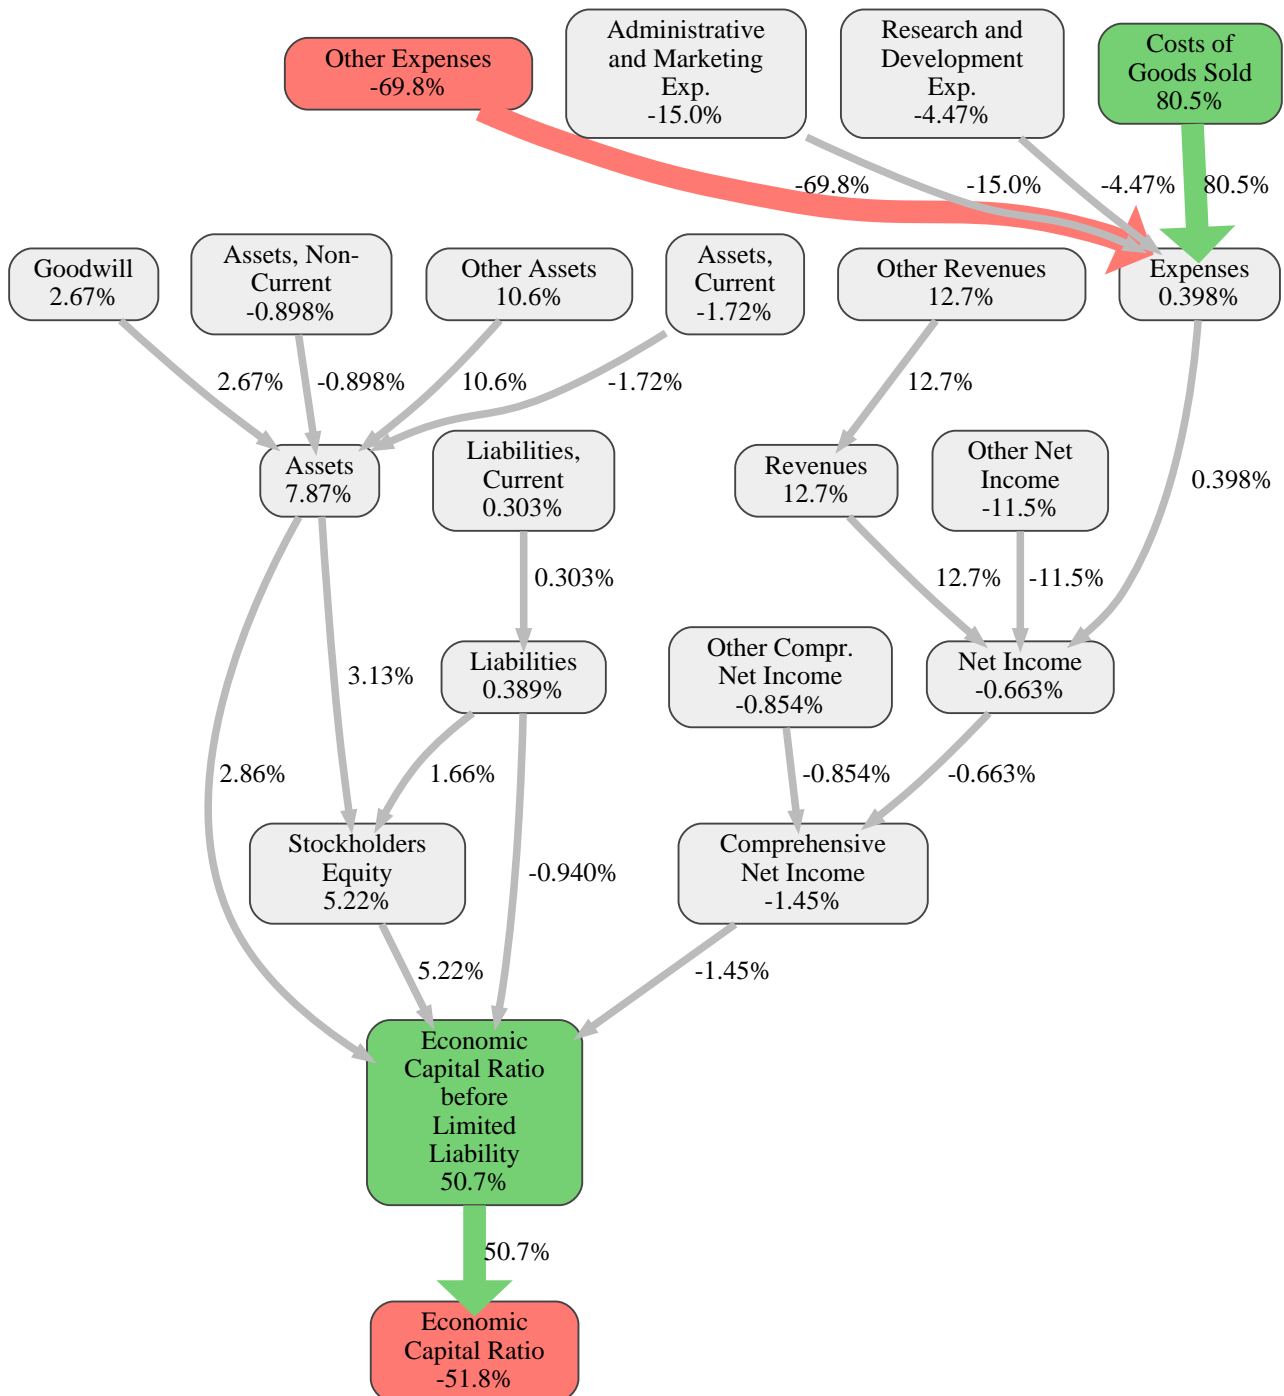 Other Expenses
-69.8%
Administrative
and Marketing
Exp.
-15.0%
Research and
Development
Exp.
-4.47%
Costs of
Goods Sold
80.5%
-69.8%
-15.0%
-4.47%
80.5%
Goodwill
2.67%
Assets, Non-
Current
-0.898%
Other Assets
10.6%
Assets,
Current
-1.72%
Other Revenues
12.7%
Expenses
0.398%
2.67%
-0.898%
10.6%
-1.72%
12.7%
Assets
7.87%
Liabilities,
Current
0.303%
Revenues
12.7%
Other Net
Income
-11.5%
0.398%
0.303%
12.7%
-11.5%
3.13%
Liabilities
0.389%
Other Compr.
Net Income
-0.854%
Net Income
-0.663%
2.86%
1.66%
-0.854%
-0.663%
Stockholders
Equity
5.22%
-0.940%
Comprehensive
Net Income
-1.45%
5.22%
-1.45%
Economic
Capital Ratio
before
Limited
Liability
50.7%
50.7%
Economic
Capital Ratio
-51.8%